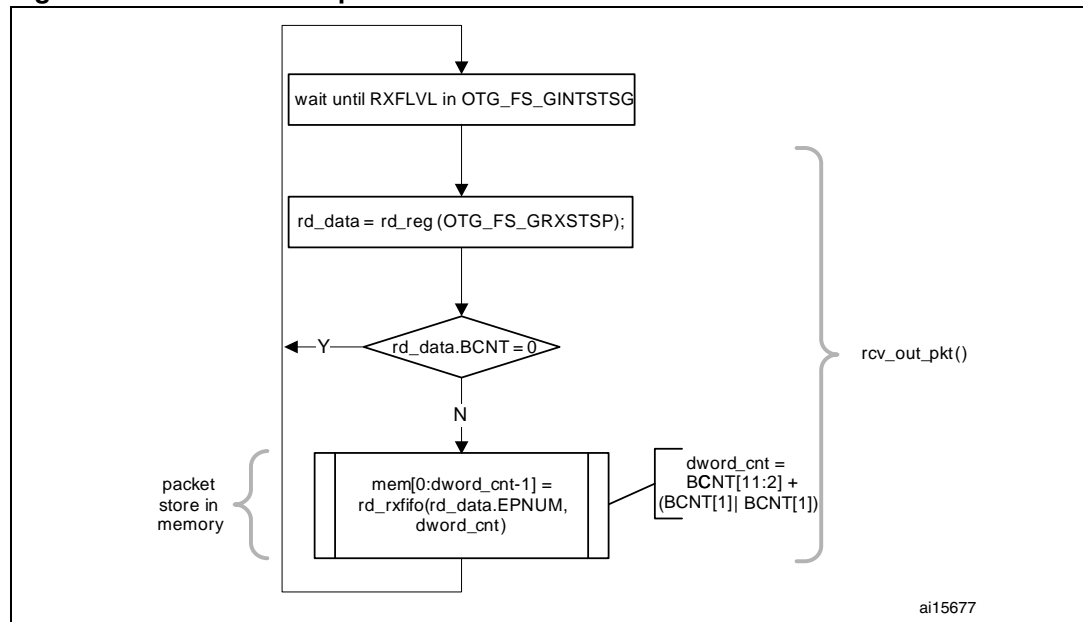 wait until RXFLVL in OTG_FS_GINTSTSG
rd_data = rd_reg (OTG_FS_GRXSTSP);
rd_data.BCNT = 0
Y
N
rcv_out_pkt()
packet
store in
memory
mem[0:dword_cnt-1] =
rd_rxfifo(rd_data.EPNUM,
dword_cnt)
dword_cnt =
BCNT[11:2] +
(BCNT[1] | BCNT[1])
ai15677